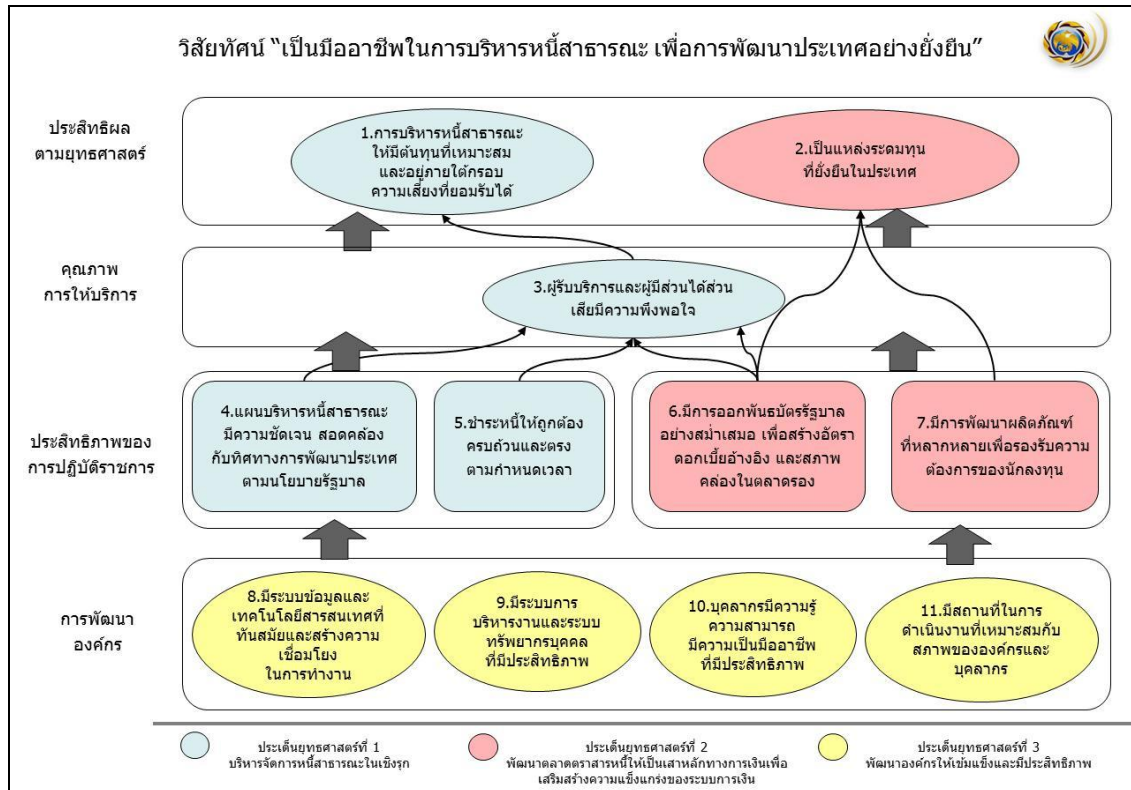 วิสัยทัศน์ “เป็นมืออาชีพในการบริหารหนี้สาธารณะ เพื่อการพัฒนาประเทศอย่างยั่งยืน”
ประสิทธิผล
ตามยุทธศาสตร์
1.การบริหารหนี้สาธารณะ
ให้มีต้นทุนที่เหมาะสม
และอยู่ภายใต้กรอบ
ความเสี่ยงที่ยอมรับได้
2.เป็นแหล่งระดมทุน
ที่ยั่งยืนในประเทศ
คุณภาพ
การให้บริการ
3.ผู้รับบริการและผู้มีส่วนได้ส่วน
เสียมีความพึงพอใจ
ประสิทธิภาพของ
การปฏิบัติราชการ
4.แผนบริหารหนี้สาธารณะ
มีความชัดเจน สอดคล้อง
กับทิศทางการพัฒนาประเทศ
ตามนโยบายรัฐบาล
5.ชำระหนี้ให้ถูกต้อง
ครบถ้วนและตรง
ตามกำหนดเวลา
6.มีการออกพันธบัตรรัฐบาล
อย่างสม่ำเสมอ เพื่อสร้างอัตรา
ดอกเบี้ยอ้างอิง และสภาพ
คล่องในตลาดรอง
7.มีการพัฒนาผลิตภัณฑ์
ที่หลากหลายเพื่อรองรับความ
ต้องการของนักลงทุน
การพัฒนา
องค์กร
8.มีระบบข้อมูลและ
เทคโนโลยีสารสนเทศที่
ทันสมัยและสร้างความ
เชื่อมโยง
ในการทำงาน
9.มีระบบการ
บริหารงานและระบบ
ทรัพยากรบุคคล
ที่มีประสิทธิภาพ
10.บุคลากรมีความรู้
ความสามารถ
มีความเป็นมืออาชีพ
ที่มีประสิทธิภาพ
11.มีสถานที่ในการ
ดำเนินงานที่เหมาะสมกับ
สภาพขององค์กรและ
บุคลากร
ประเด็นยุทธศาสตร์ที่ 1
บริหารจัดการหนี้สาธารณะในเชิงรุก
ประเด็นยุทธศาสตร์ที่ 2
พัฒนาตลาดตราสารหนี้ให้เป็นเสาหลักทางการเงินเพื่อ
เสริมสร้างความแข็งแกร่งของระบบการเงิน
ประเด็นยุทธศาสตร์ที่ 3
พัฒนาองค์กรให้เข้มแข็งและมีประสิทธิภาพ